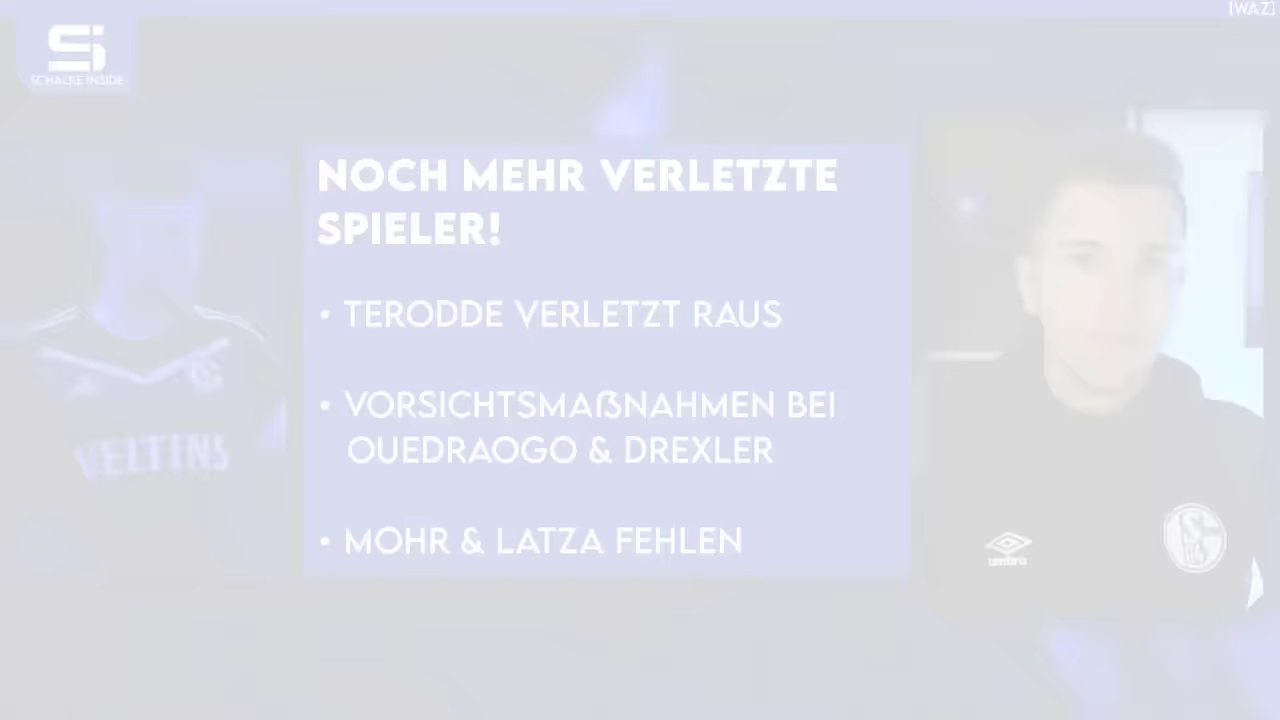 [WAZ]
SCHALKE INSIDE
NOCH MEHR VERLETZTE
SPIELER!
• TERODDE VERLETZT RAUS
• VORSICHTSMAẞNAHMEN BEI
OUEDRAOGO & DREXLER
• MOHR & LATZA FEHLEN
VELTINS
umbro
S04